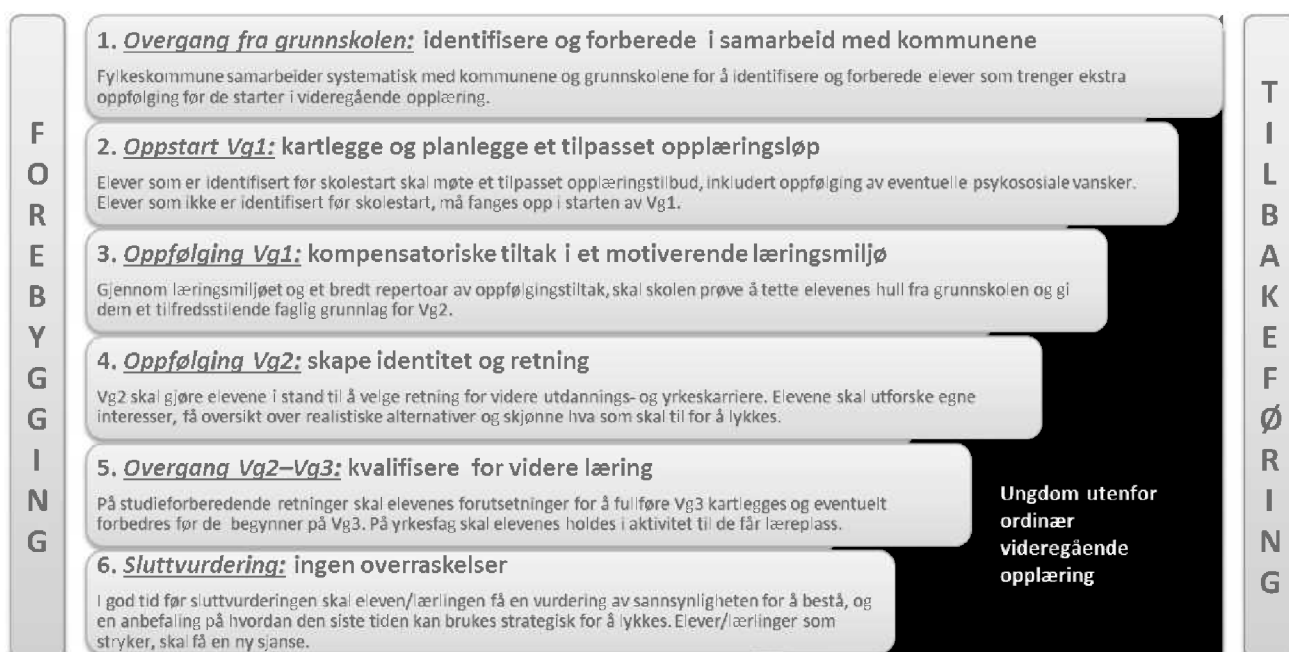 FOREBYGGING
1. Overgang fra grunnskolen: identifisere og forberede i samarbeid med kommunene
Fylkeskommune samarbeider systematisk med kommunene og grunnskolene for å identifisere og forberede elever som trenger ekstra
oppfølging før de starter i videregående opplæring.
2. Oppstart Vg1: kartlegge og planlegge et tilpasset opplæringsløp
Elever som er identifisert før skolestart skal møte et tilpasset opplæringstilbud, inkludert oppfølging av eventuelle psykososiale vansker.
Elever som ikke er identifisert før skolestart, må fanges opp i starten av Vg1.
3. Oppfølging Vg1: kompensatoriske tiltak i et motiverende læringsmiljø
Gjennom læringsmiljøet og et bredt repertoar av oppfølgingstiltak, skal skolen prøve å tette elevenes hull fra grunnskolen og gi
dem et tilfredsstilende faglig grunnlag for Vg2.
4. Oppfølging Vg2: skape identitet og retning
Vg2 skal gjøre elevene i stand til å velge retning for videre utdannings- og yrkeskarriere. Elevene skal utforske egne
interesser, få oversikt over realistiske alternativer og skjønne hva som skal til for å lykkes.
5. Overgang Vg2–Vg3: kvalifisere for videre læring
På studieforberedende retninger skal elevenes forutsetninger for å fullføre Vg3 kartlegges og eventuelt
forbedres før de begynner på Vg3. På yrkesfag skal elevenes holdes i aktivitet til de får læreplass.
6. Sluttvurdering: ingen overraskelser
I god tid før sluttvurderingen skal eleven/lærlingen få en vurdering av sannsynligheten for å bestå, og
en anbefaling på hvordan den siste tiden kan brukes strategisk for å lykkes. Elever/lærlinger som
stryker, skal få en ny sjanse.
Ungdom utenfor
ordinær
videregående
opplæring
TILBAKEFØRING